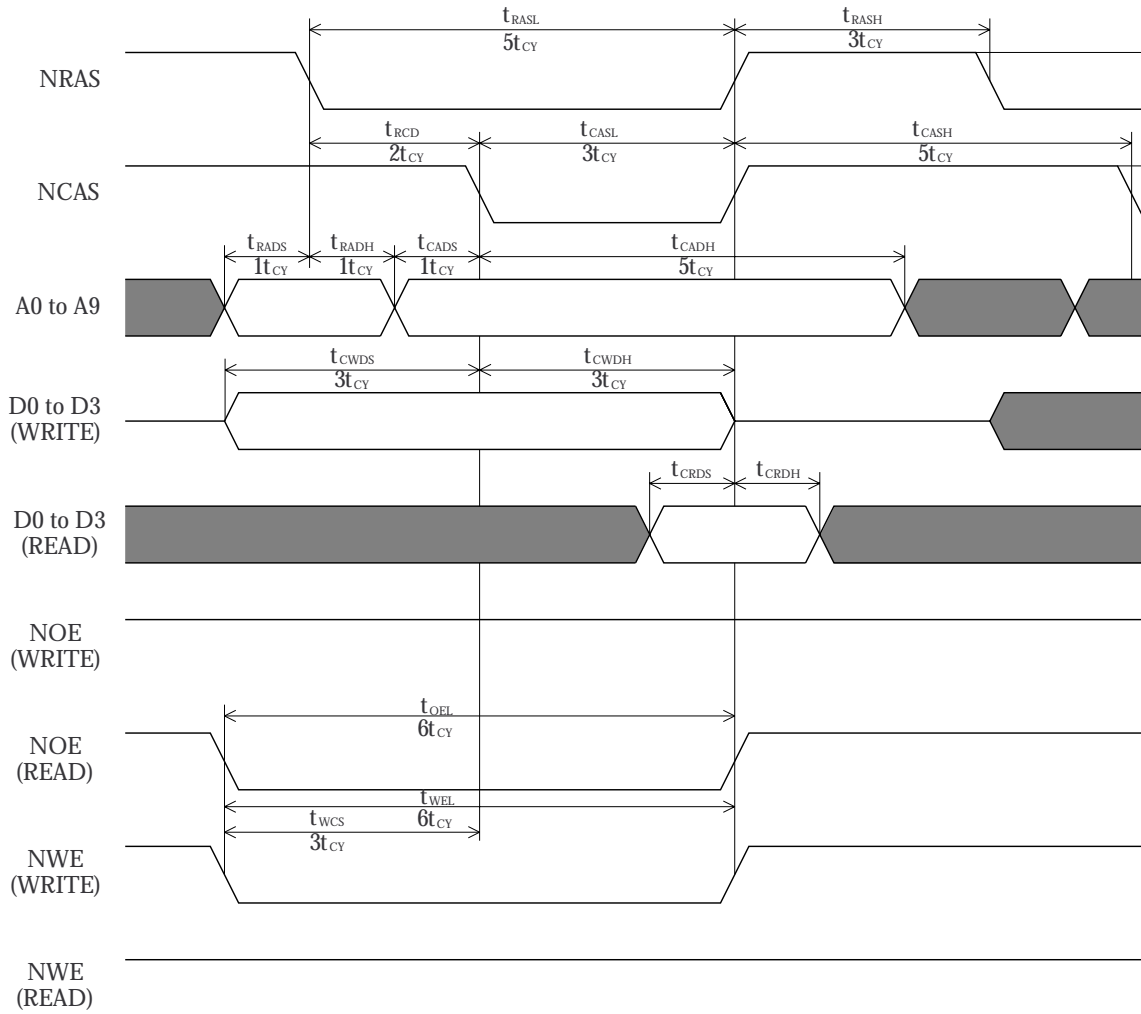 tRASL tRASH
5tCY 3tCY
NRAS
tRCD tCASL tCASH
2tCY 3tCY 5tCY
NCAS
tRADS tRADH tCADS tCADH
1tCY 1tCY 1tCY 5tCY
A0 to A9
tCWDS tCWDH
3tCY 3tCY
D0 to D3
(WRITE)
tCRDS tCRDH
D0 to D3
(READ)
NOE
(WRITE)
tOEL
6tCY
NOE
(READ)
tWEL
tWCS 6tCY
3tCY
NWE
(WRITE)
NWE
(READ)